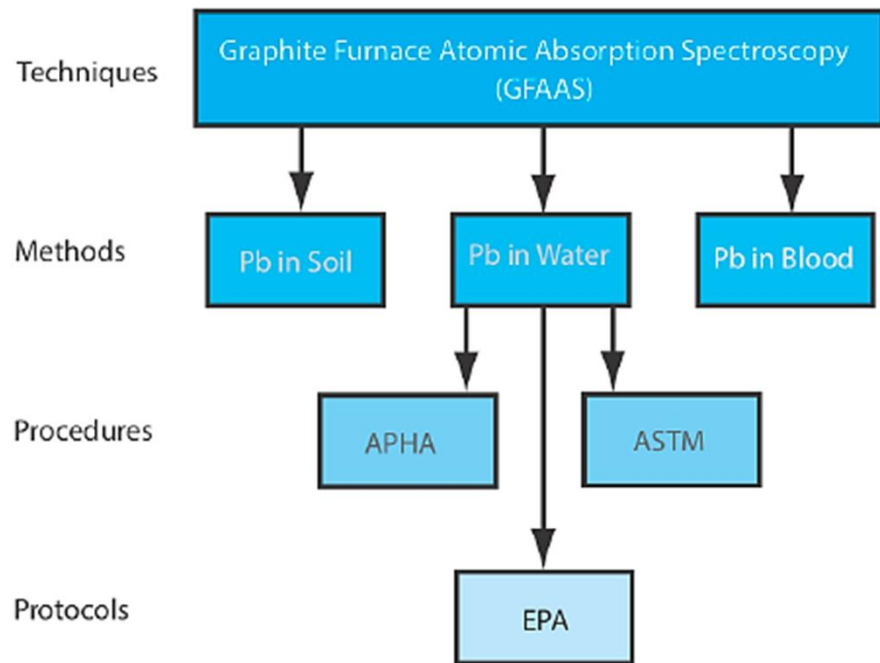 Techniques
Graphite Furnace Atomic Absorption Spectroscopy
(GFAAS)
Methods
Pb in Soil
Pb in Water
Pb in Blood
Procedures
APHA
ASTM
Protocols
EPA